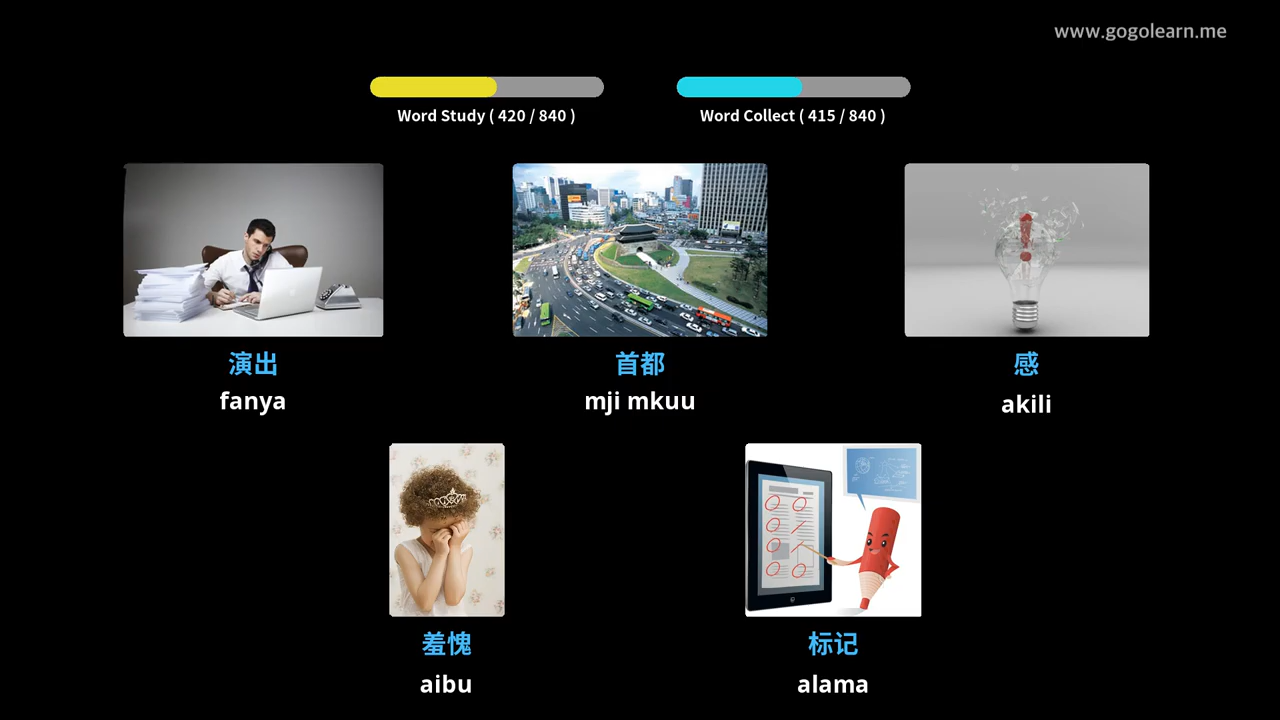 www.gogolearn.me
Word Study ( 420 / 840 )
Word Collect ( 415 / 840 )
演出
fanya
首都
mji mkuu
感
akili
羞愧
aibu
标记
alama